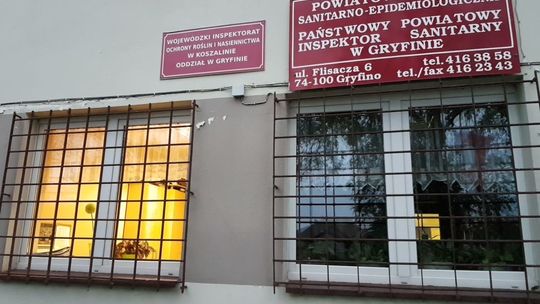 WOJEWÓDZKI INSPEKTORAT
OCHRONY ROŚLIN I NASIENNICTWA
W KOSZALINIE
ODDZIAŁ W GRYFINIE
POWIATOWA
SANITARNO-EPIDEMIOLOGICZNA
PAŃSTWOWY POWIATOWY
INSPEKTOR SANITARNY
W GRYFINIE
ul. Flisacza 6 tel. 416 38 58
74-100 Gryfino tel./fax 416 23 43